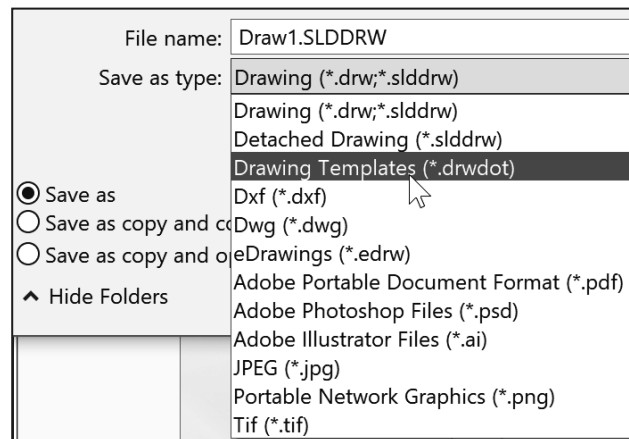 File name: Draw1.SLDDRW
Save as type: Drawing (*.drw;*.slddrw)
Drawing (*.drw;*.slddrw)
Detached Drawing (*.slddrw)
Drawing Templates (*.drwdot)
Save as Dxf (*.dxf)
Save as copy and Dwg (*.dwg)
Save as copy and eDrawings (*.edrw)
Adobe Portable Document Format (*.pdf)
Hide Folders
Adobe Photoshop Files (*.psd)
Adobe Illustrator Files (*.ai)
JPEG (*.jpg)
Portable Network Graphics (*.png)
Tif (*.tif)